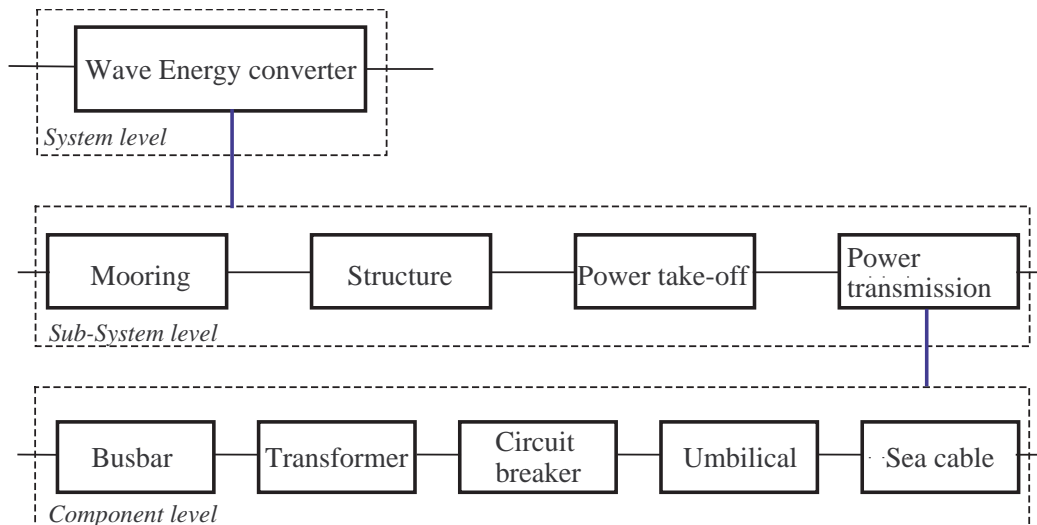 Wave Energy converter
System level
Mooring
Structure
Power take-off
Power
transmission
Sub-System level
Busbar
Transformer
Circuit
breaker
Umbilical
Sea cable
Component level